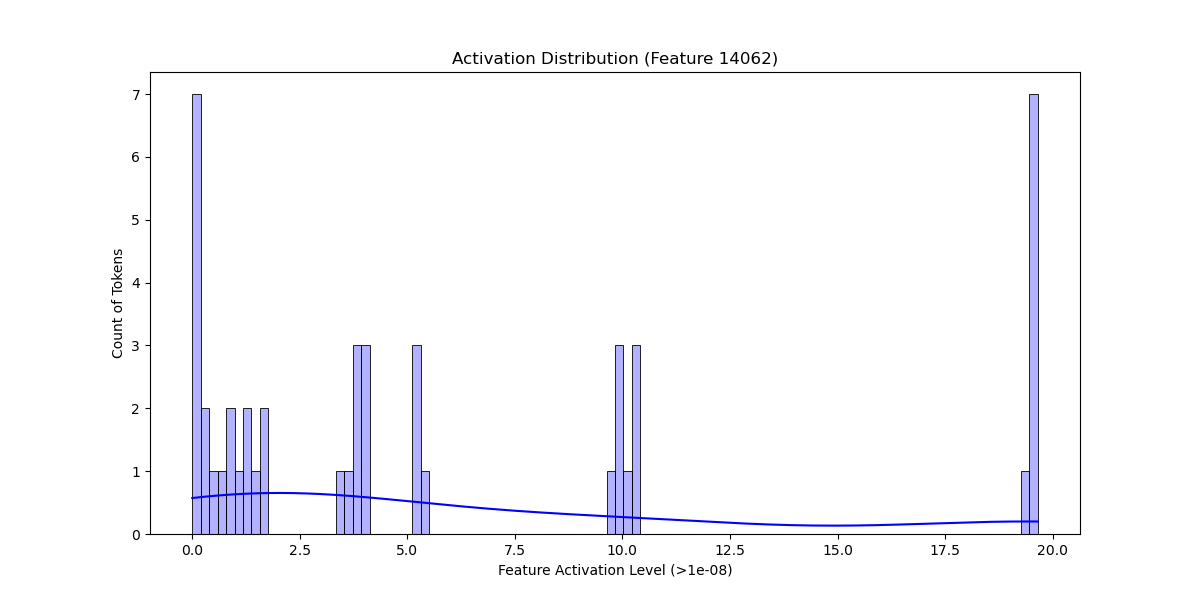 Activation Distribution (Feature 14062)
Count of Tokens
7
6
5
4
3
2
1
0
0.0 2.5 5.0 7.5 10.0 12.5 15.0 17.5 20.0
Feature Activation Level (>1e-08)